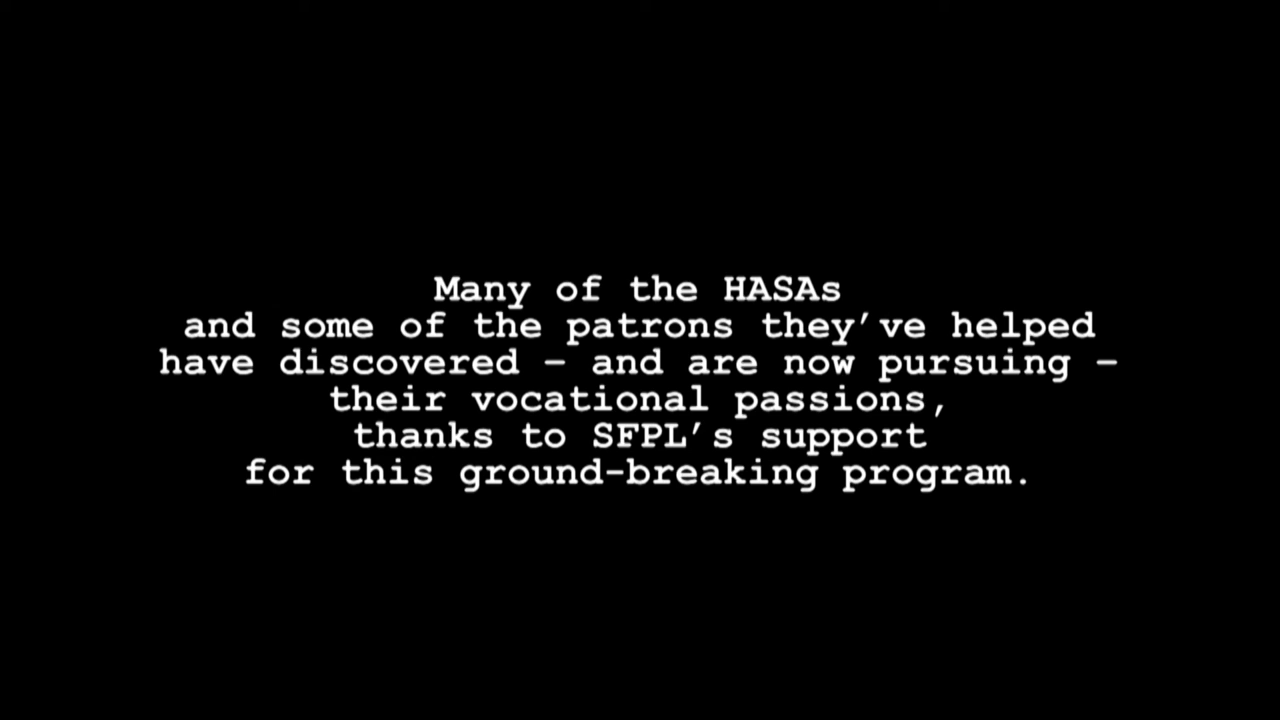 Many of the HASAs
and some of the patrons they’ve helped
have discovered – and are now pursuing –
their vocational passions,
thanks to SFPL’s support
for this ground-breaking program.